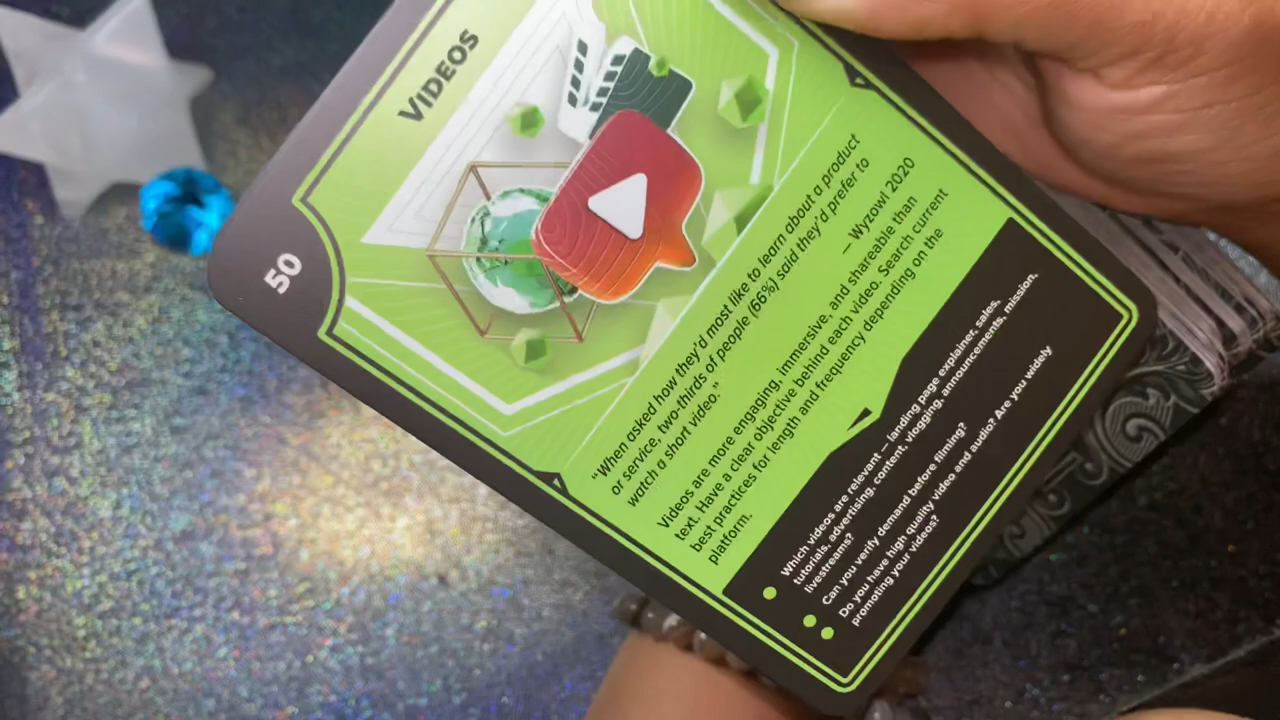 50
VIDEOS
"When asked how they'd most like to learn about a product
or service, two-thirds of people (66%) said they'd prefer to
watch a short video."
— Wyzowl 2020
Videos are more engaging, immersive, and shareable than
text. Have a clear objective behind each video. Search current
best practices for length and frequency depending on the
platform.
Which videos are relevant — landing page explainer, sales,
tutorials, advertising, content, vlogging, announcements, mission,
livestreams?
Can you verify demand before filming?
Do you have high quality video and audio? Are you widely
promoting your videos?